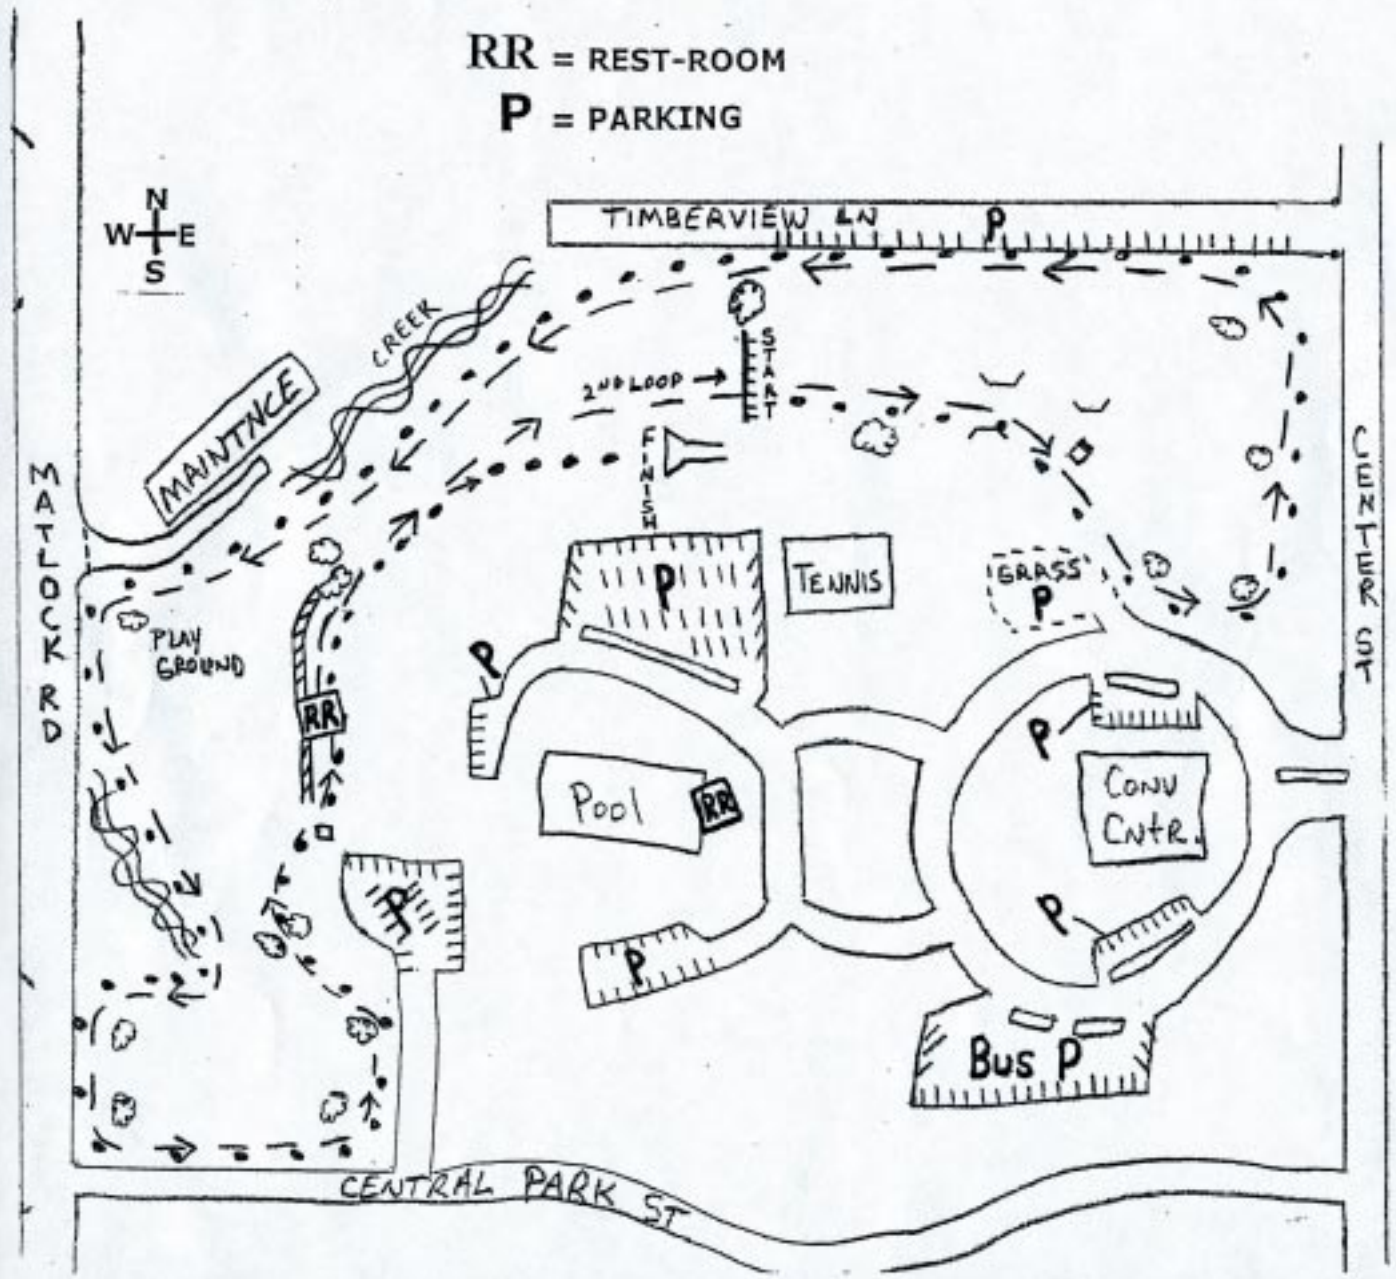 RR = REST-ROOM
P = PARKING
N
W E
S
TIMBERVIEW LN P
CREEK
START
2ND LOOP
MAINTNCE
FINISH
MATLOCK RD
CENTER ST
P
TENNIS
GRASS
P
PLAY
GROUND
P
RR
P
Pool
RR
CONV
CNTR.
P
P
P
BUS P
CENTRAL PARK ST